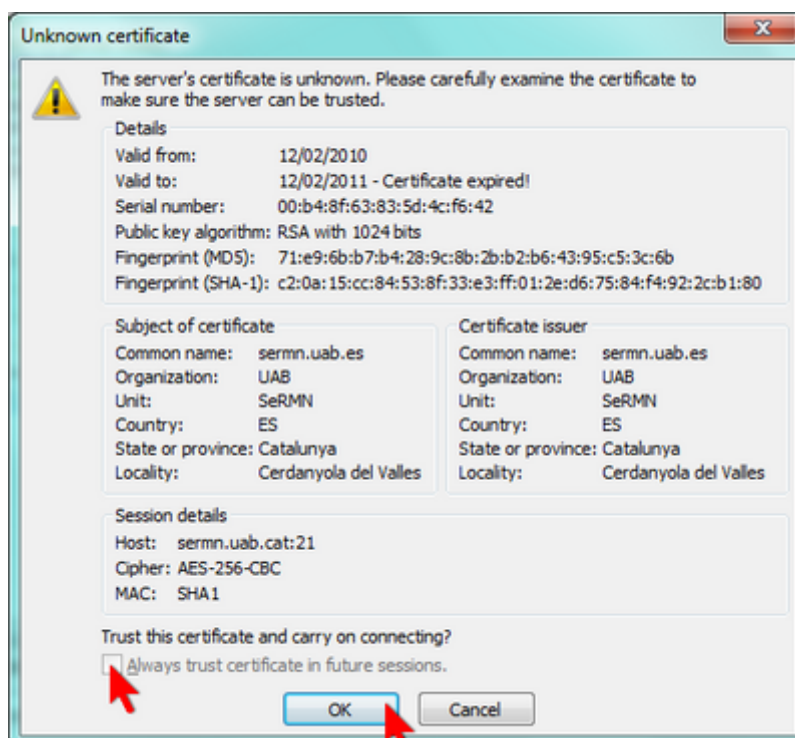 Unknown certificate
The server's certificate is unknown. Please carefully examine the certificate to
make sure the server can be trusted.
Details
Valid from: 12/02/2010
Valid to: 12/02/2011 - Certificate expired!
Serial number: 00:b4:8f:63:83:5d:4c:f6:42
Public key algorithm: RSA with 1024 bits
Fingerprint (MD5): 71:e9:6b:b7:b4:28:9c:8b:2b:b2:b6:43:95:c5:3c:6b
Fingerprint (SHA-1): c2:0a:15:cc:84:53:8f:33:e3:ff:01:2e:d6:75:84:f4:92:2c:b1:80
Subject of certificate
Common name: sermn.uab.es
Organization: UAB
Unit: SeRMN
Country: ES
State or province: Catalunya
Locality: Cerdanyola del Valles
Certificate issuer
Common name: sermn.uab.es
Organization: UAB
Unit: SeRMN
Country: ES
State or province: Catalunya
Locality: Cerdanyola del Valles
Session details
Host: sermn.uab.cat:21
Cipher: AES-256-CBC
MAC: SHA1
Trust this certificate and carry on connecting?
Always trust certificate in future sessions.
OK
Cancel